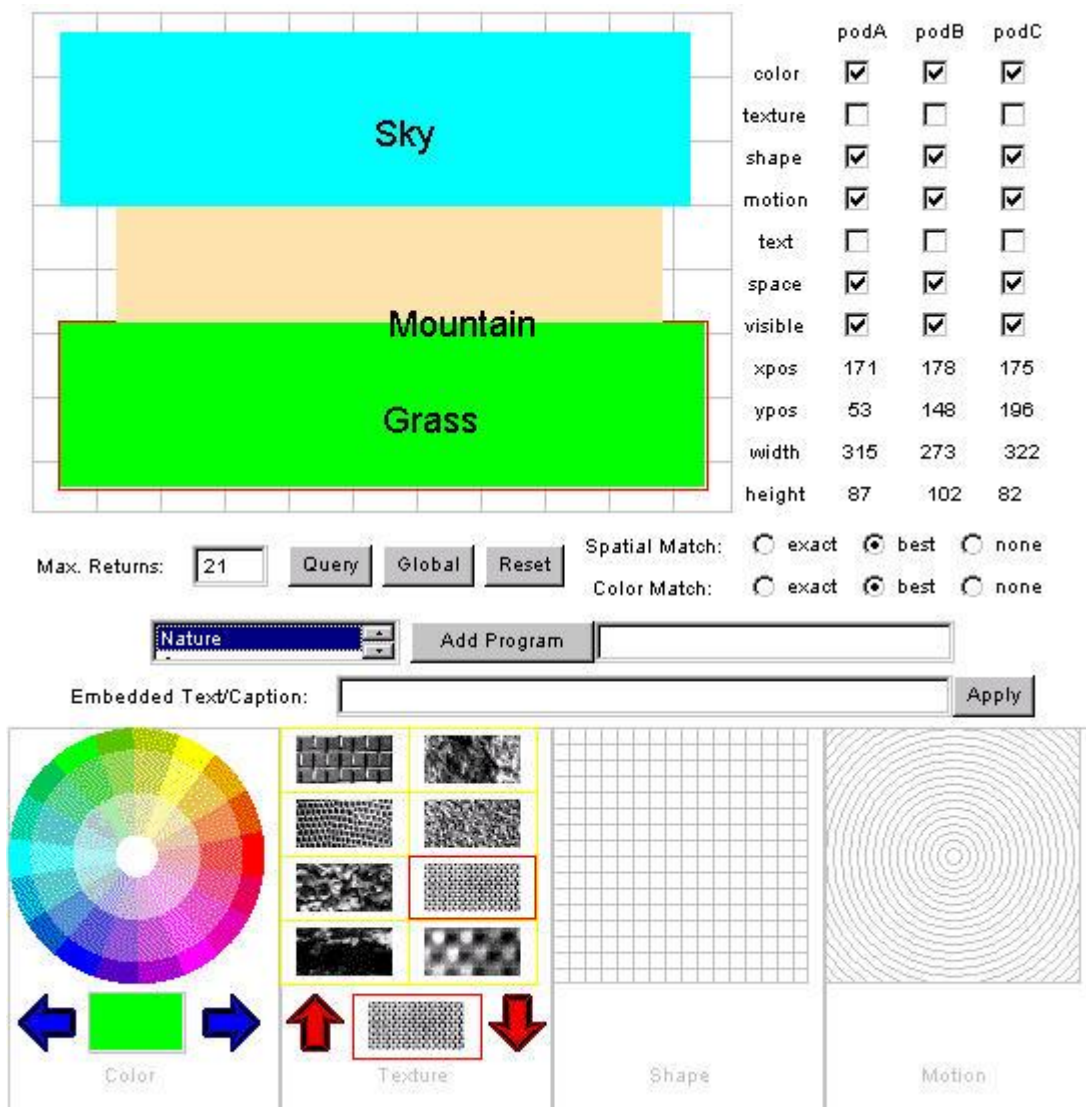 podA podB podC
color
texture
Sky
shape
motion
text
space
Mountain
visible
xpos 171 178 175
Grass
ypos 53 148 196
width 315 273 322
height 87 102 82
Max. Returns: 21 Query Global Reset
Spatial Match: exact best none
Color Match: exact best none
Nature Add Program
Embedded Text/Caption: Apply
Color Texture Shape Motion